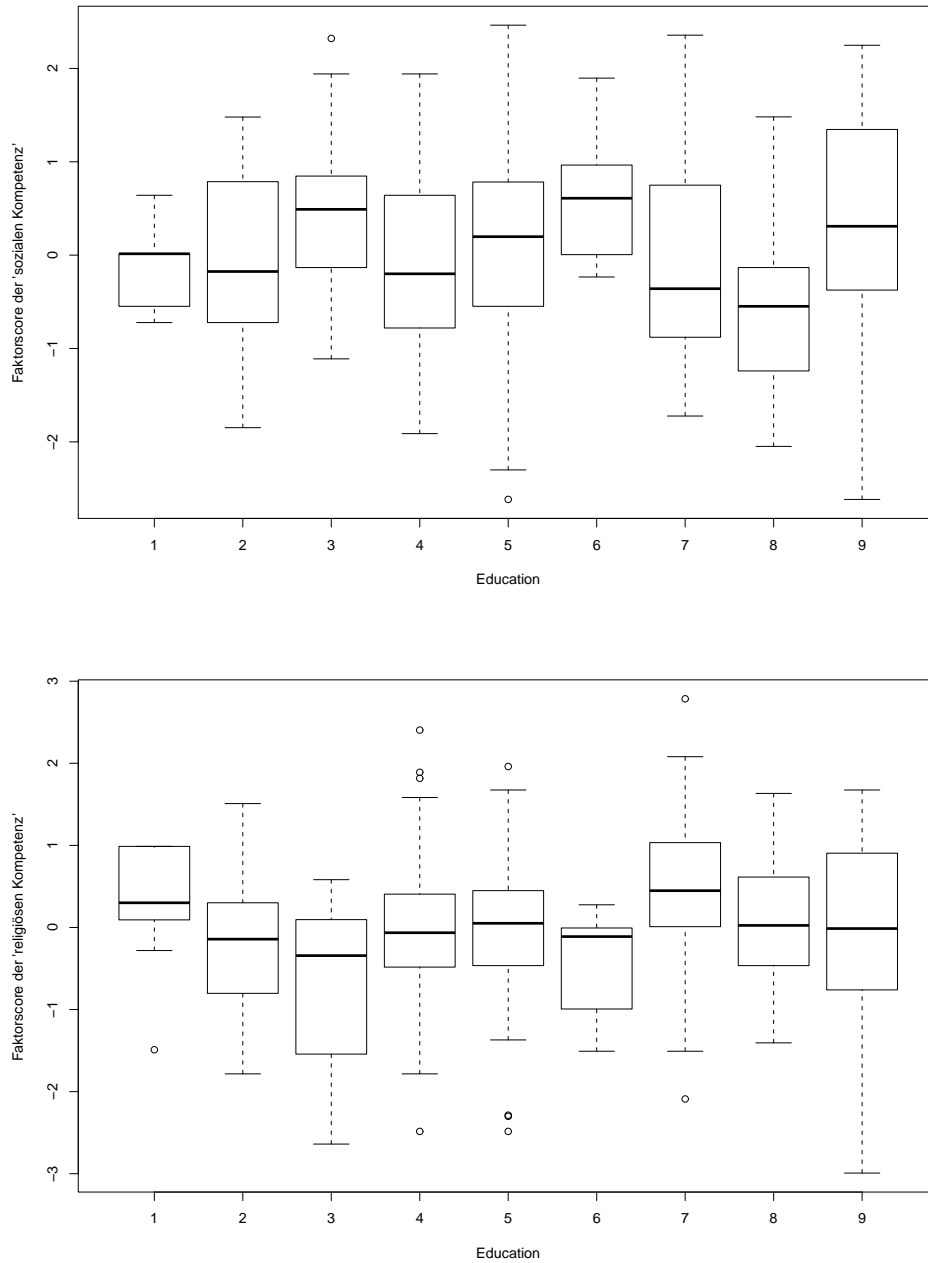 2
1
0
−1
−2
Faktorscore der 'sozialen Kompetenz'
1 2 3 4 5 6 7 8 9
Education
3
2
1
0
−1
−2
−3
Faktorscore der 'religiösen Kompetenz'
1 2 3 4 5 6 7 8 9
Education